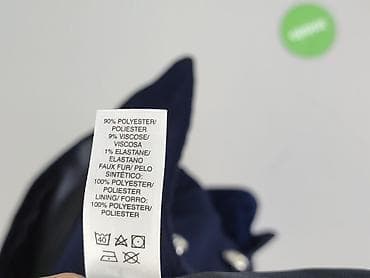 90% POLYESTER/
POLIESTER
9% VISCOSE/
VISCOSA
1% ELASTANE/
ELASTANO
FAUX FUR/ PELO
SINTÉTICO:
100% POLYESTER/
POLIESTER
LINING/ FORRO:
100% POLYESTER/
POLIESTER
40